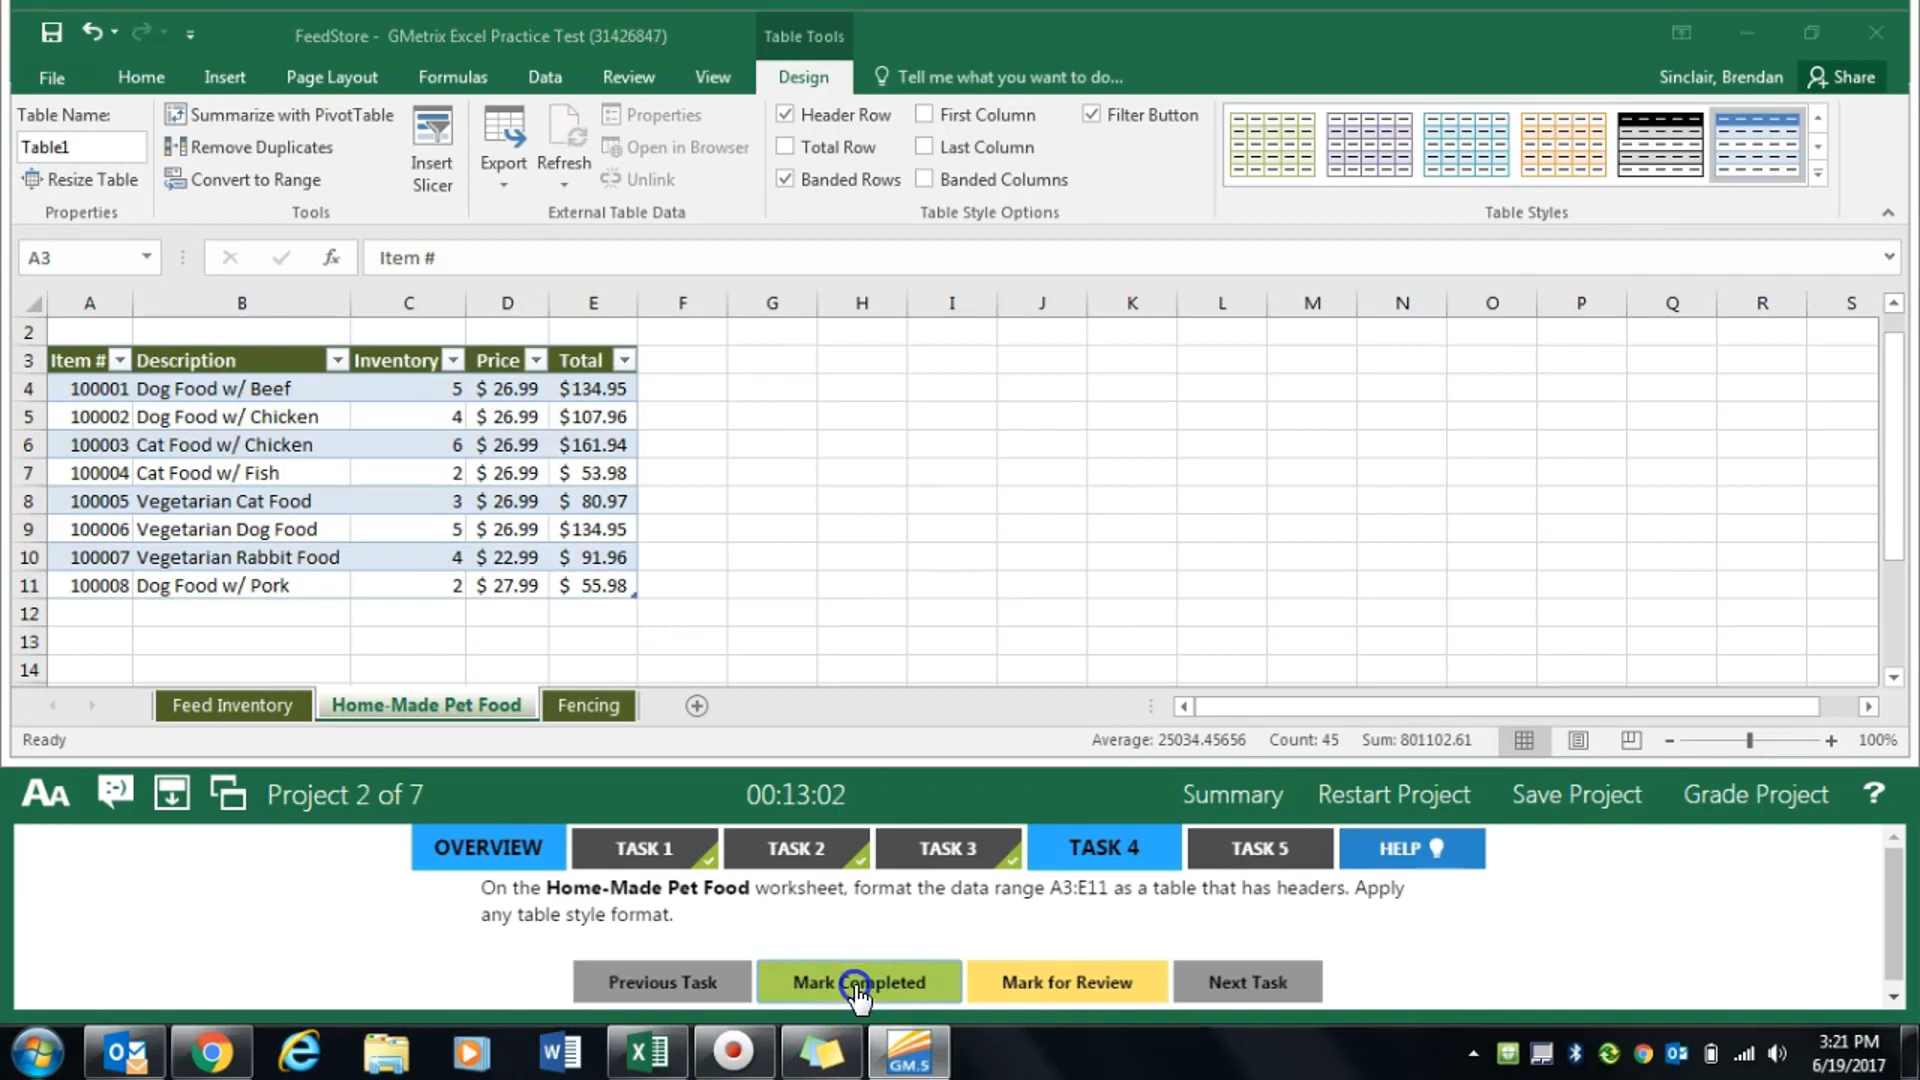 FeedStore - GMetrix Excel Practice Test (31426847)
Table Tools
File Home Insert Page Layout Formulas Data Review View Design Tell me what you want to do... Sinclair, Brendan Share
Table Name:
Table1
Resize Table
Properties
Summarize with PivotTable
Remove Duplicates
Convert to Range
Tools
Insert
Slicer
Export
Refresh
Properties
Open in Browser
Unlink
External Table Data
Header Row
Total Row
Banded Rows
First Column
Last Column
Banded Columns
Filter Button
Table Style Options
Table Styles
A3 fx Item #
A B C D E F G H I J K L M N O P Q R S
2
3 Item # Description Inventory Price Total
4 100001 Dog Food w/ Beef 5 $ 26.99 $134.95
5 100002 Dog Food w/ Chicken 4 $ 26.99 $107.96
6 100003 Cat Food w/ Chicken 6 $ 26.99 $161.94
7 100004 Cat Food w/ Fish 2 $ 26.99 $ 53.98
8 100005 Vegetarian Cat Food 3 $ 26.99 $ 80.97
9 100006 Vegetarian Dog Food 5 $ 26.99 $134.95
10 100007 Vegetarian Rabbit Food 4 $ 22.99 $ 91.96
11 100008 Dog Food w/ Pork 2 $ 27.99 $ 55.98
12
13
14
Feed Inventory Home-Made Pet Food Fencing
Ready Average: 25034.45656 Count: 45 Sum: 801102.61 100%
AA Project 2 of 7 00:13:02 Summary Restart Project Save Project Grade Project ?
OVERVIEW TASK 1 TASK 2 TASK 3 TASK 4 TASK 5 HELP
On the Home-Made Pet Food worksheet, format the data range A3:E11 as a table that has headers. Apply
any table style format.
Previous Task Mark Completed Mark for Review Next Task
GM.5
3:21 PM
6/19/2017